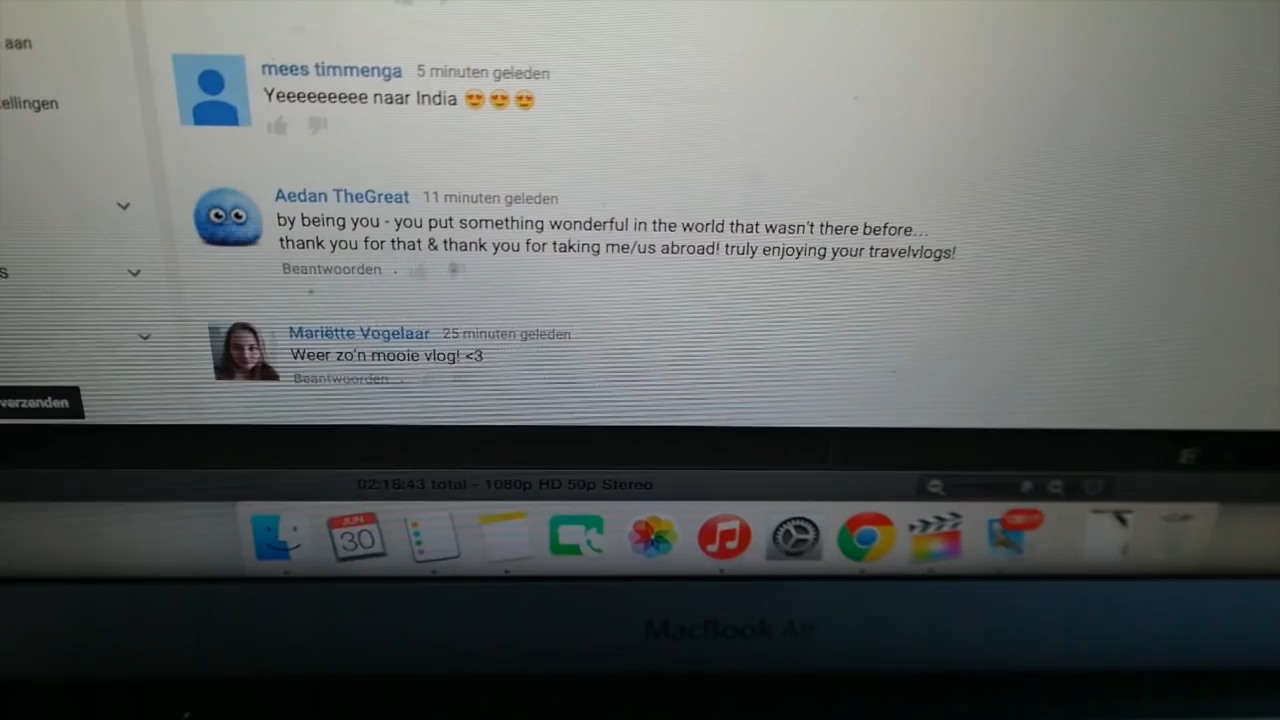 aan
mees timmenga 5 minuten geleden
Yeeeeeeeee naar India 😍😍😍
ellingen
Aedan TheGreat 11 minuten geleden
by being you - you put something wonderful in the world that wasn't there before...
thank you for that & thank you for taking me/us abroad! truly enjoying your travelvlogs!
s
Beantwoorden .
Mariëtte Vogelaar 25 minuten geleden
Weer zo'n mooie vlog! <3
Beantwoorden .
verzenden
02:18:43 total - 1080p HD 50p Stereo
JUN
30
MacBook